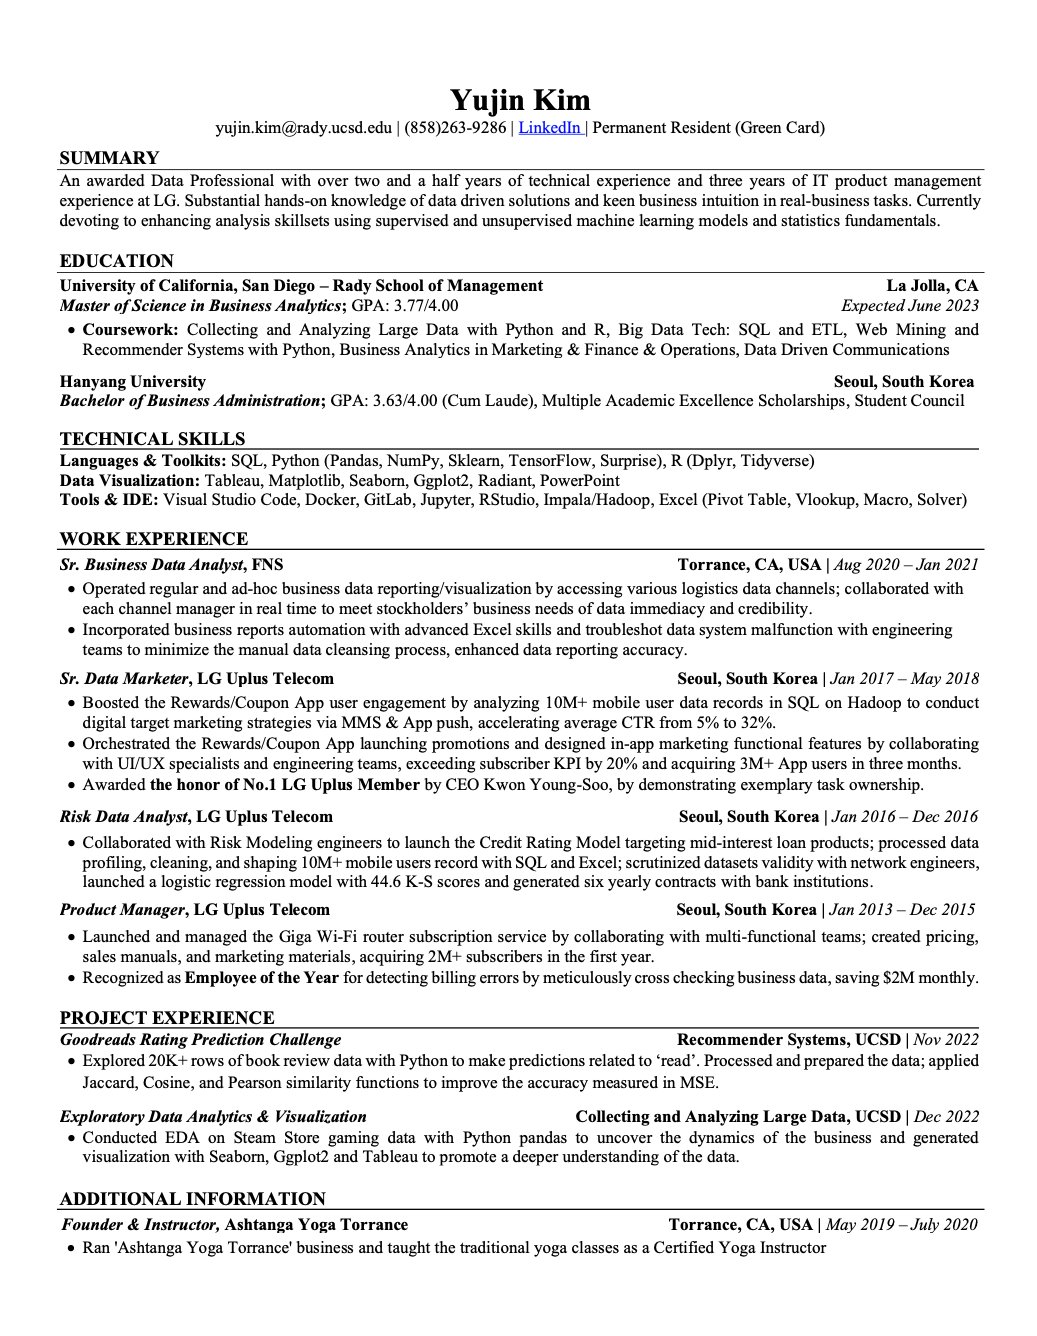 Yujin Kim
yujin.kim@rady.ucsd.edu | (858)263-9286 | LinkedIn | Permanent Resident (Green Card)
SUMMARY
An awarded Data Professional with over two and a half years of technical experience and three years of IT product management
experience at LG. Substantial hands-on knowledge of data driven solutions and keen business intuition in real-business tasks. Currently
devoting to enhancing analysis skillsets using supervised and unsupervised machine learning models and statistics fundamentals.
EDUCATION
University of California, San Diego – Rady School of Management La Jolla, CA
Master of Science in Business Analytics; GPA: 3.77/4.00 Expected June 2023
• Coursework: Collecting and Analyzing Large Data with Python and R, Big Data Tech: SQL and ETL, Web Mining and
Recommender Systems with Python, Business Analytics in Marketing & Finance & Operations, Data Driven Communications
Hanyang University Seoul, South Korea
Bachelor of Business Administration; GPA: 3.63/4.00 (Cum Laude), Multiple Academic Excellence Scholarships, Student Council
TECHNICAL SKILLS
Languages & Toolkits: SQL, Python (Pandas, NumPy, Sklearn, TensorFlow, Surprise), R (Dplyr, Tidyverse)
Data Visualization: Tableau, Matplotlib, Seaborn, Ggplot2, Radiant, PowerPoint
Tools & IDE: Visual Studio Code, Docker, GitLab, Jupyter, RStudio, Impala/Hadoop, Excel (Pivot Table, Vlookup, Macro, Solver)
WORK EXPERIENCE
Sr. Business Data Analyst, FNS Torrance, CA, USA | Aug 2020 – Jan 2021
• Operated regular and ad-hoc business data reporting/visualization by accessing various logistics data channels; collaborated with
each channel manager in real time to meet stockholders’ business needs of data immediacy and credibility.
• Incorporated business reports automation with advanced Excel skills and troubleshot data system malfunction with engineering
teams to minimize the manual data cleansing process, enhanced data reporting accuracy.
Sr. Data Marketer, LG Uplus Telecom Seoul, South Korea | Jan 2017 – May 2018
• Boosted the Rewards/Coupon App user engagement by analyzing 10M+ mobile user data records in SQL on Hadoop to conduct
digital target marketing strategies via MMS & App push, accelerating average CTR from 5% to 32%.
• Orchestrated the Rewards/Coupon App launching promotions and designed in-app marketing functional features by collaborating
with UI/UX specialists and engineering teams, exceeding subscriber KPI by 20% and acquiring 3M+ App users in three months.
• Awarded the honor of No.1 LG Uplus Member by CEO Kwon Young-Soo, by demonstrating exemplary task ownership.
Risk Data Analyst, LG Uplus Telecom Seoul, South Korea | Jan 2016 – Dec 2016
• Collaborated with Risk Modeling engineers to launch the Credit Rating Model targeting mid-interest loan products; processed data
profiling, cleaning, and shaping 10M+ mobile users record with SQL and Excel; scrutinized datasets validity with network engineers,
launched a logistic regression model with 44.6 K-S scores and generated six yearly contracts with bank institutions.
Product Manager, LG Uplus Telecom Seoul, South Korea | Jan 2013 – Dec 2015
• Launched and managed the Giga Wi-Fi router subscription service by collaborating with multi-functional teams; created pricing,
sales manuals, and marketing materials, acquiring 2M+ subscribers in the first year.
• Recognized as Employee of the Year for detecting billing errors by meticulously cross checking business data, saving $2M monthly.
PROJECT EXPERIENCE
Goodreads Rating Prediction Challenge Recommender Systems, UCSD | Nov 2022
• Explored 20K+ rows of book review data with Python to make predictions related to ‘read’. Processed and prepared the data; applied
Jaccard, Cosine, and Pearson similarity functions to improve the accuracy measured in MSE.
Exploratory Data Analytics & Visualization Collecting and Analyzing Large Data, UCSD | Dec 2022
• Conducted EDA on Steam Store gaming data with Python pandas to uncover the dynamics of the business and generated
visualization with Seaborn, Ggplot2 and Tableau to promote a deeper understanding of the data.
ADDITIONAL INFORMATION
Founder & Instructor, Ashtanga Yoga Torrance Torrance, CA, USA | May 2019 – July 2020
• Ran 'Ashtanga Yoga Torrance' business and taught the traditional yoga classes as a Certified Yoga Instructor